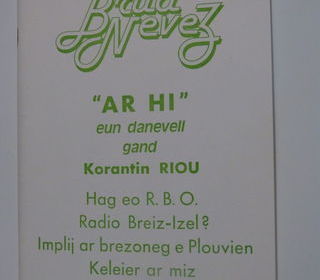 Brud
Nevez
"AR HI"
eun danevell
gand
Korantin RIOU
Hag eo R.B.O.
Radio Breiz-Izel?
Implij ar brezoneg e Plouvien
Keleier ar miz